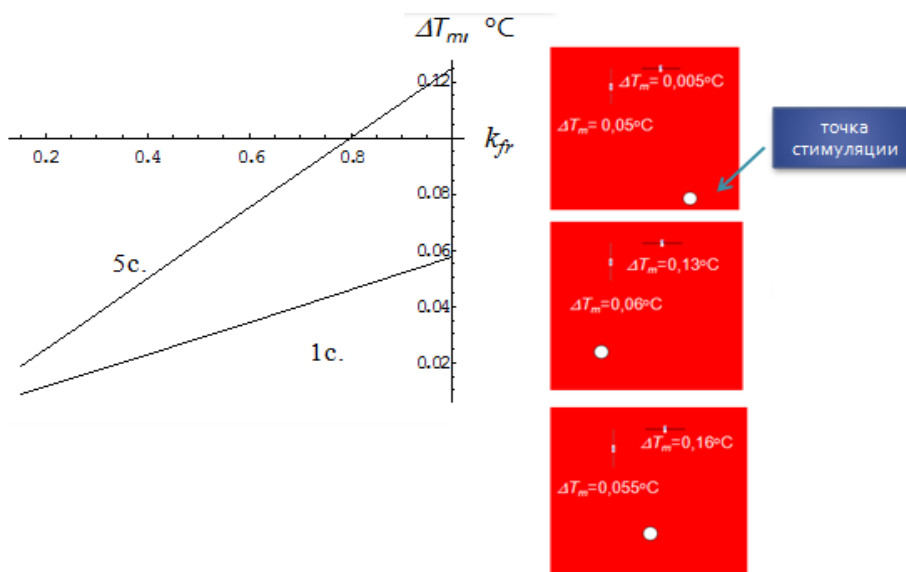 ΔTm, °C
0.12
0.2 0.4 0.6 0.8 kfr
0.08
5с.
0.06
0.04
1с.
0.02
ΔTm= 0,005°C
ΔTm= 0,05°C
точка
стимуляции
ΔTm=0,13°C
ΔTm=0,06°C
ΔTm=0,16°C
ΔTm=0,055°C